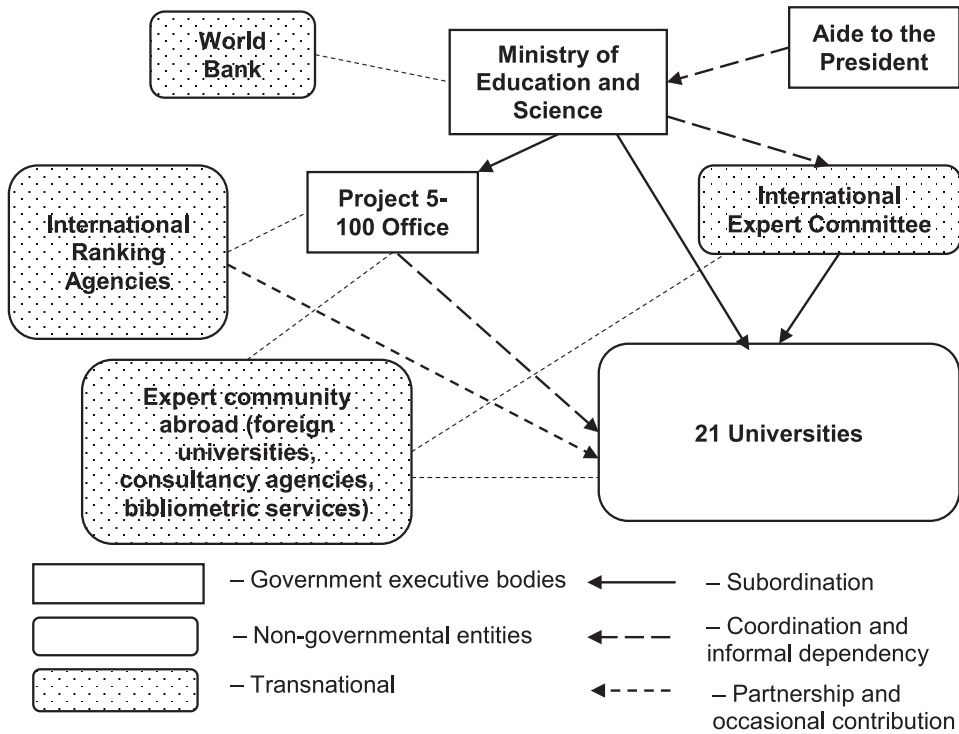 World
Bank
Ministry of
Education and
Science
Aide to the
President
International
Ranking
Agencies
Project 5-
100 Office
International
Expert Committee
Expert community
abroad (foreign
universities,
consultancy agencies,
bibliometric services)
21 Universities
– Government executive bodies
– Subordination
– Non-governmental entities
– Coordination and
informal dependency
– Transnational
– Partnership and
occasional contribution